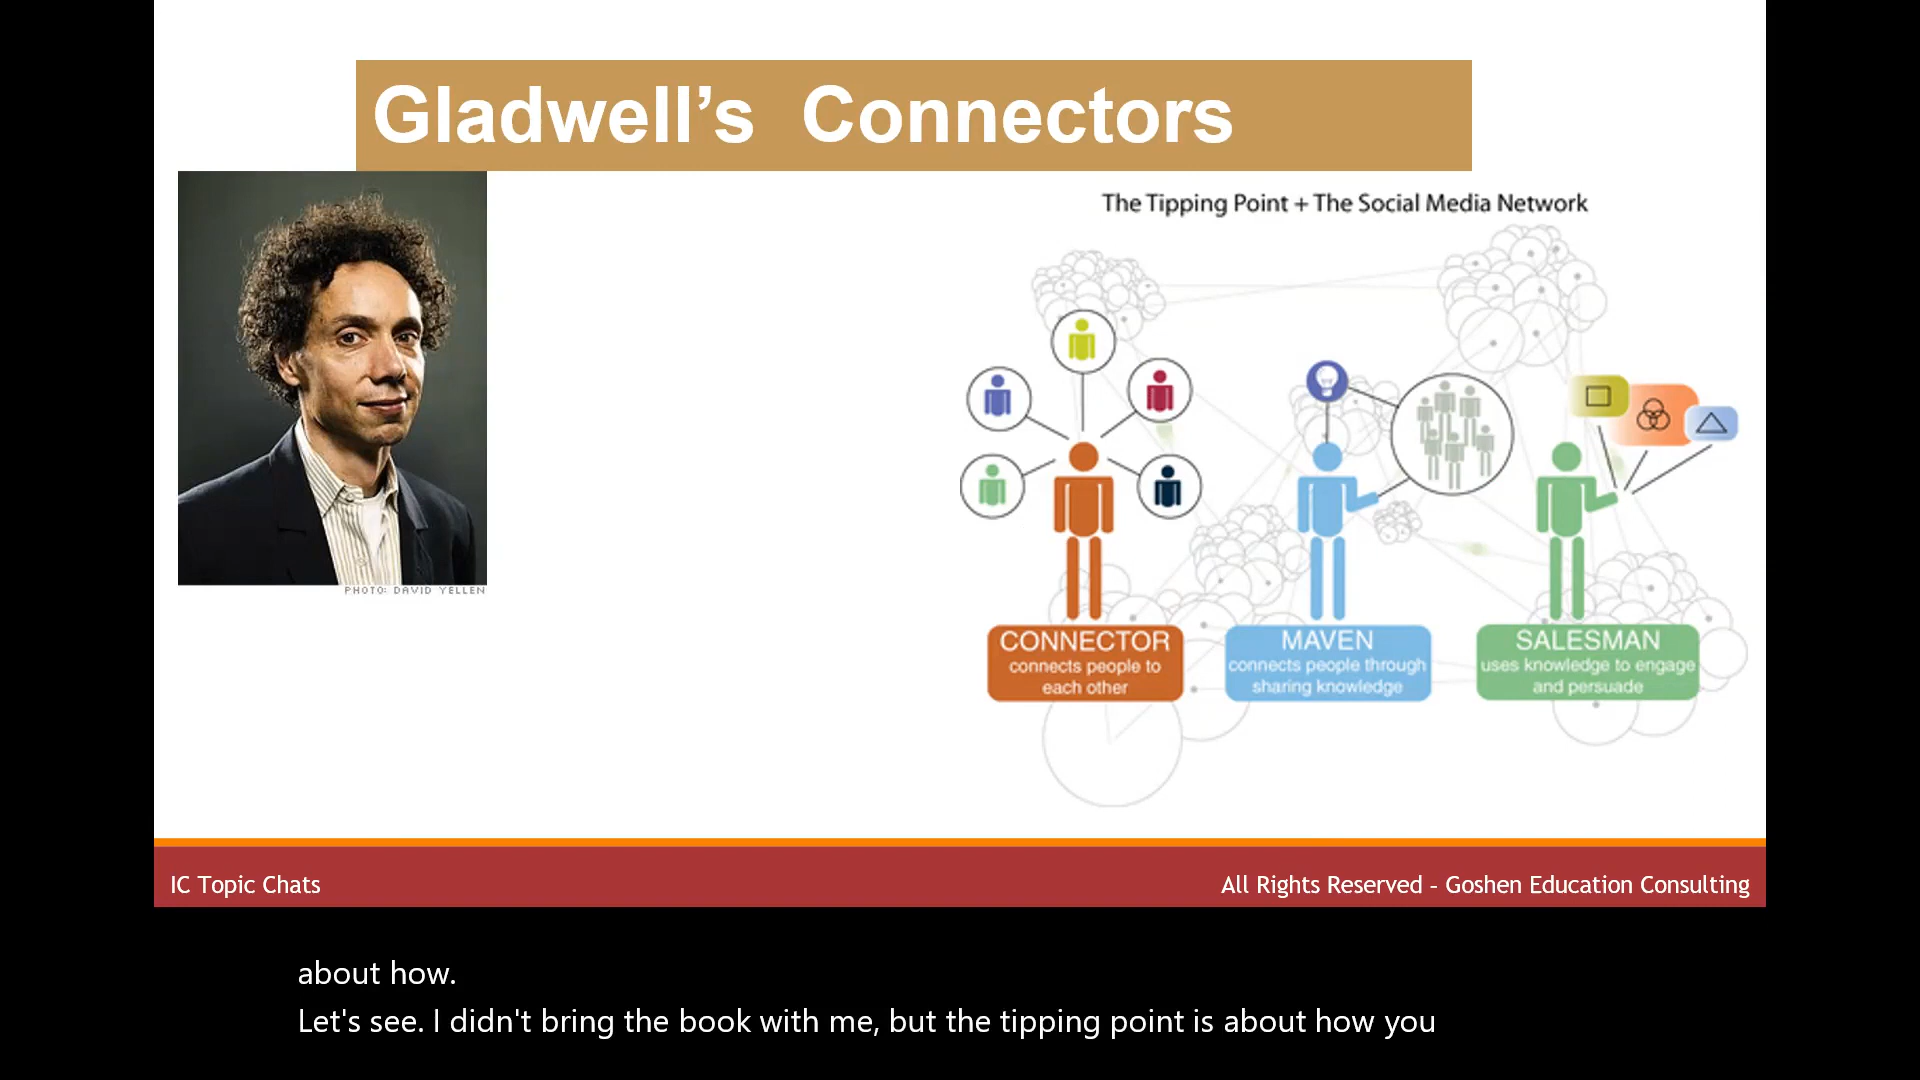 Gladwell’s Connectors
PHOTO: DAVID YELLEN
The Tipping Point + The Social Media Network
CONNECTOR
connects people to
each other
MAVEN
connects people through
sharing knowledge
SALESMAN
uses knowledge to engage
and persuade
IC Topic Chats
All Rights Reserved – Goshen Education Consulting
about how.
Let's see. I didn't bring the book with me, but the tipping point is about how you